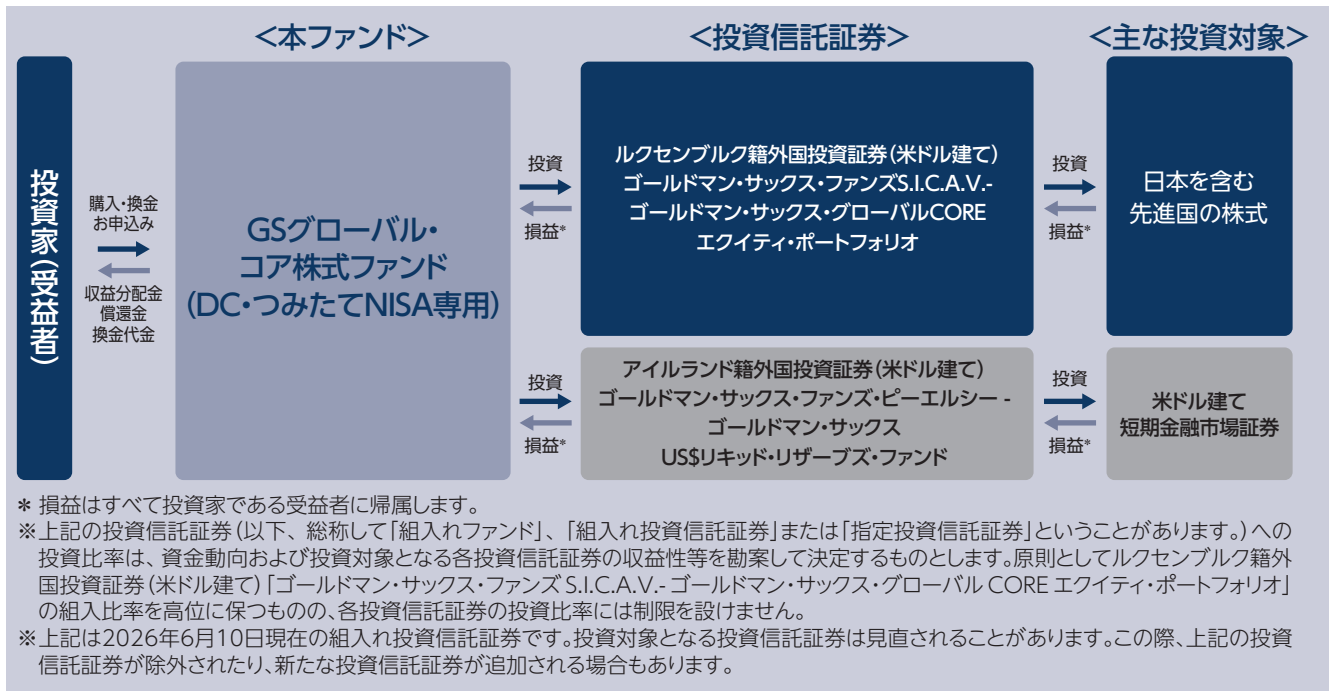 <本ファンド>
<投資信託証券>
<主な投資対象>
投資家(受益者)
購入・換金
お申込み
収益分配金
償還金
換金代金
GSグローバル・
コア株式ファンド
(DC・つみたてNISA専用)
投資
損益*
ルクセンブルク籍外国投資証券(米ドル建て)
ゴールドマン・サックス・ファンズS.I.C.A.V.-
ゴールドマン・サックス・グローバルCORE
エクイティ・ポートフォリオ
投資
損益*
日本を含む
先進国の株式
投資
損益*
アイルランド籍外国投資証券(米ドル建て)
ゴールドマン・サックス・ファンズ・ピーエルシー -
ゴールドマン・サックス
US$リキッド・リザーブズ・ファンド
投資
損益*
米ドル建て
短期金融市場証券
* 損益はすべて投資家である受益者に帰属します。
※上記の投資信託証券(以下、総称して「組入れファンド」、「組入れ投資信託証券」または「指定投資信託証券」ということがあります。)への
投資比率は、資金動向および投資対象となる各投資信託証券の収益性等を勘案して決定するものとします。原則としてルクセンブルク籍外
国投資証券(米ドル建て)「ゴールドマン・サックス・ファンズ S.I.C.A.V.- ゴールドマン・サックス・グローバル CORE エクイティ・ポートフォリオ」
の組入比率を高位に保つものの、各投資信託証券の投資比率には制限を設けません。
※上記は2026年6月10日現在の組入れ投資信託証券です。投資対象となる投資信託証券は見直されることがあります。この際、上記の投資
信託証券が除外されたり、新たな投資信託証券が追加される場合もあります。